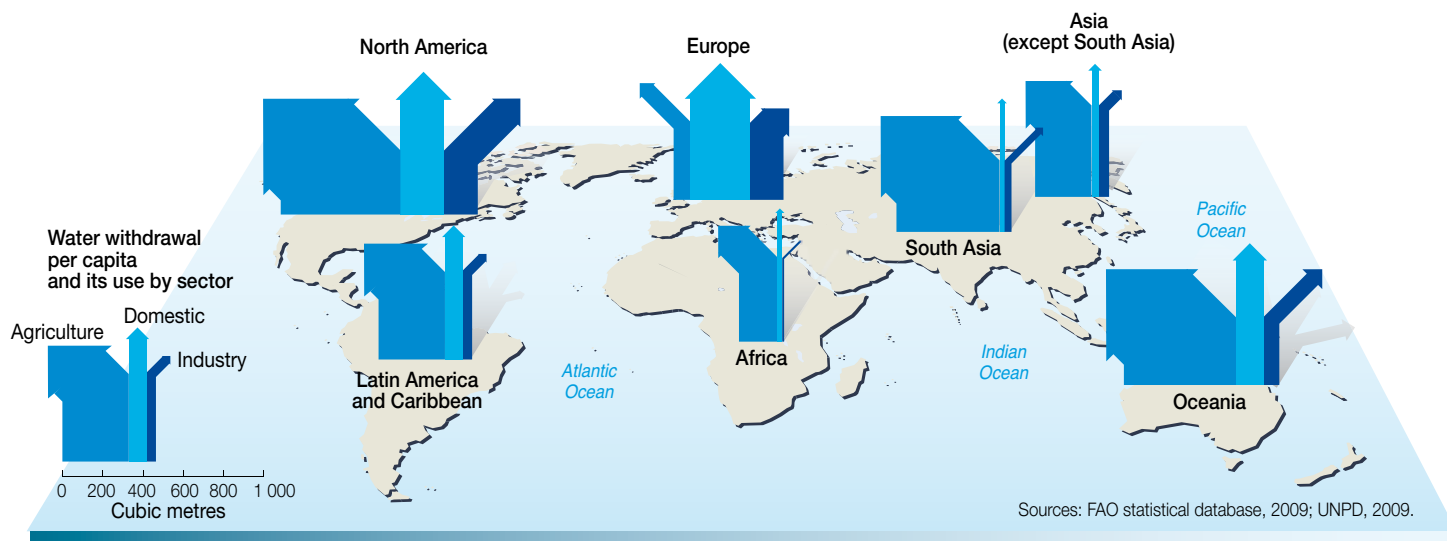 North America
Europe
Asia
(except South Asia)
Pacific
Ocean
South Asia
Water withdrawal
per capita
and its use by sector
Agriculture
Domestic
Industry
Latin America
and Caribbean
Atlantic
Ocean
Africa
Indian
Ocean
Oceania
0 200 400 600 800 1 000
Cubic metres
Sources: FAO statistical database, 2009; UNPD, 2009.